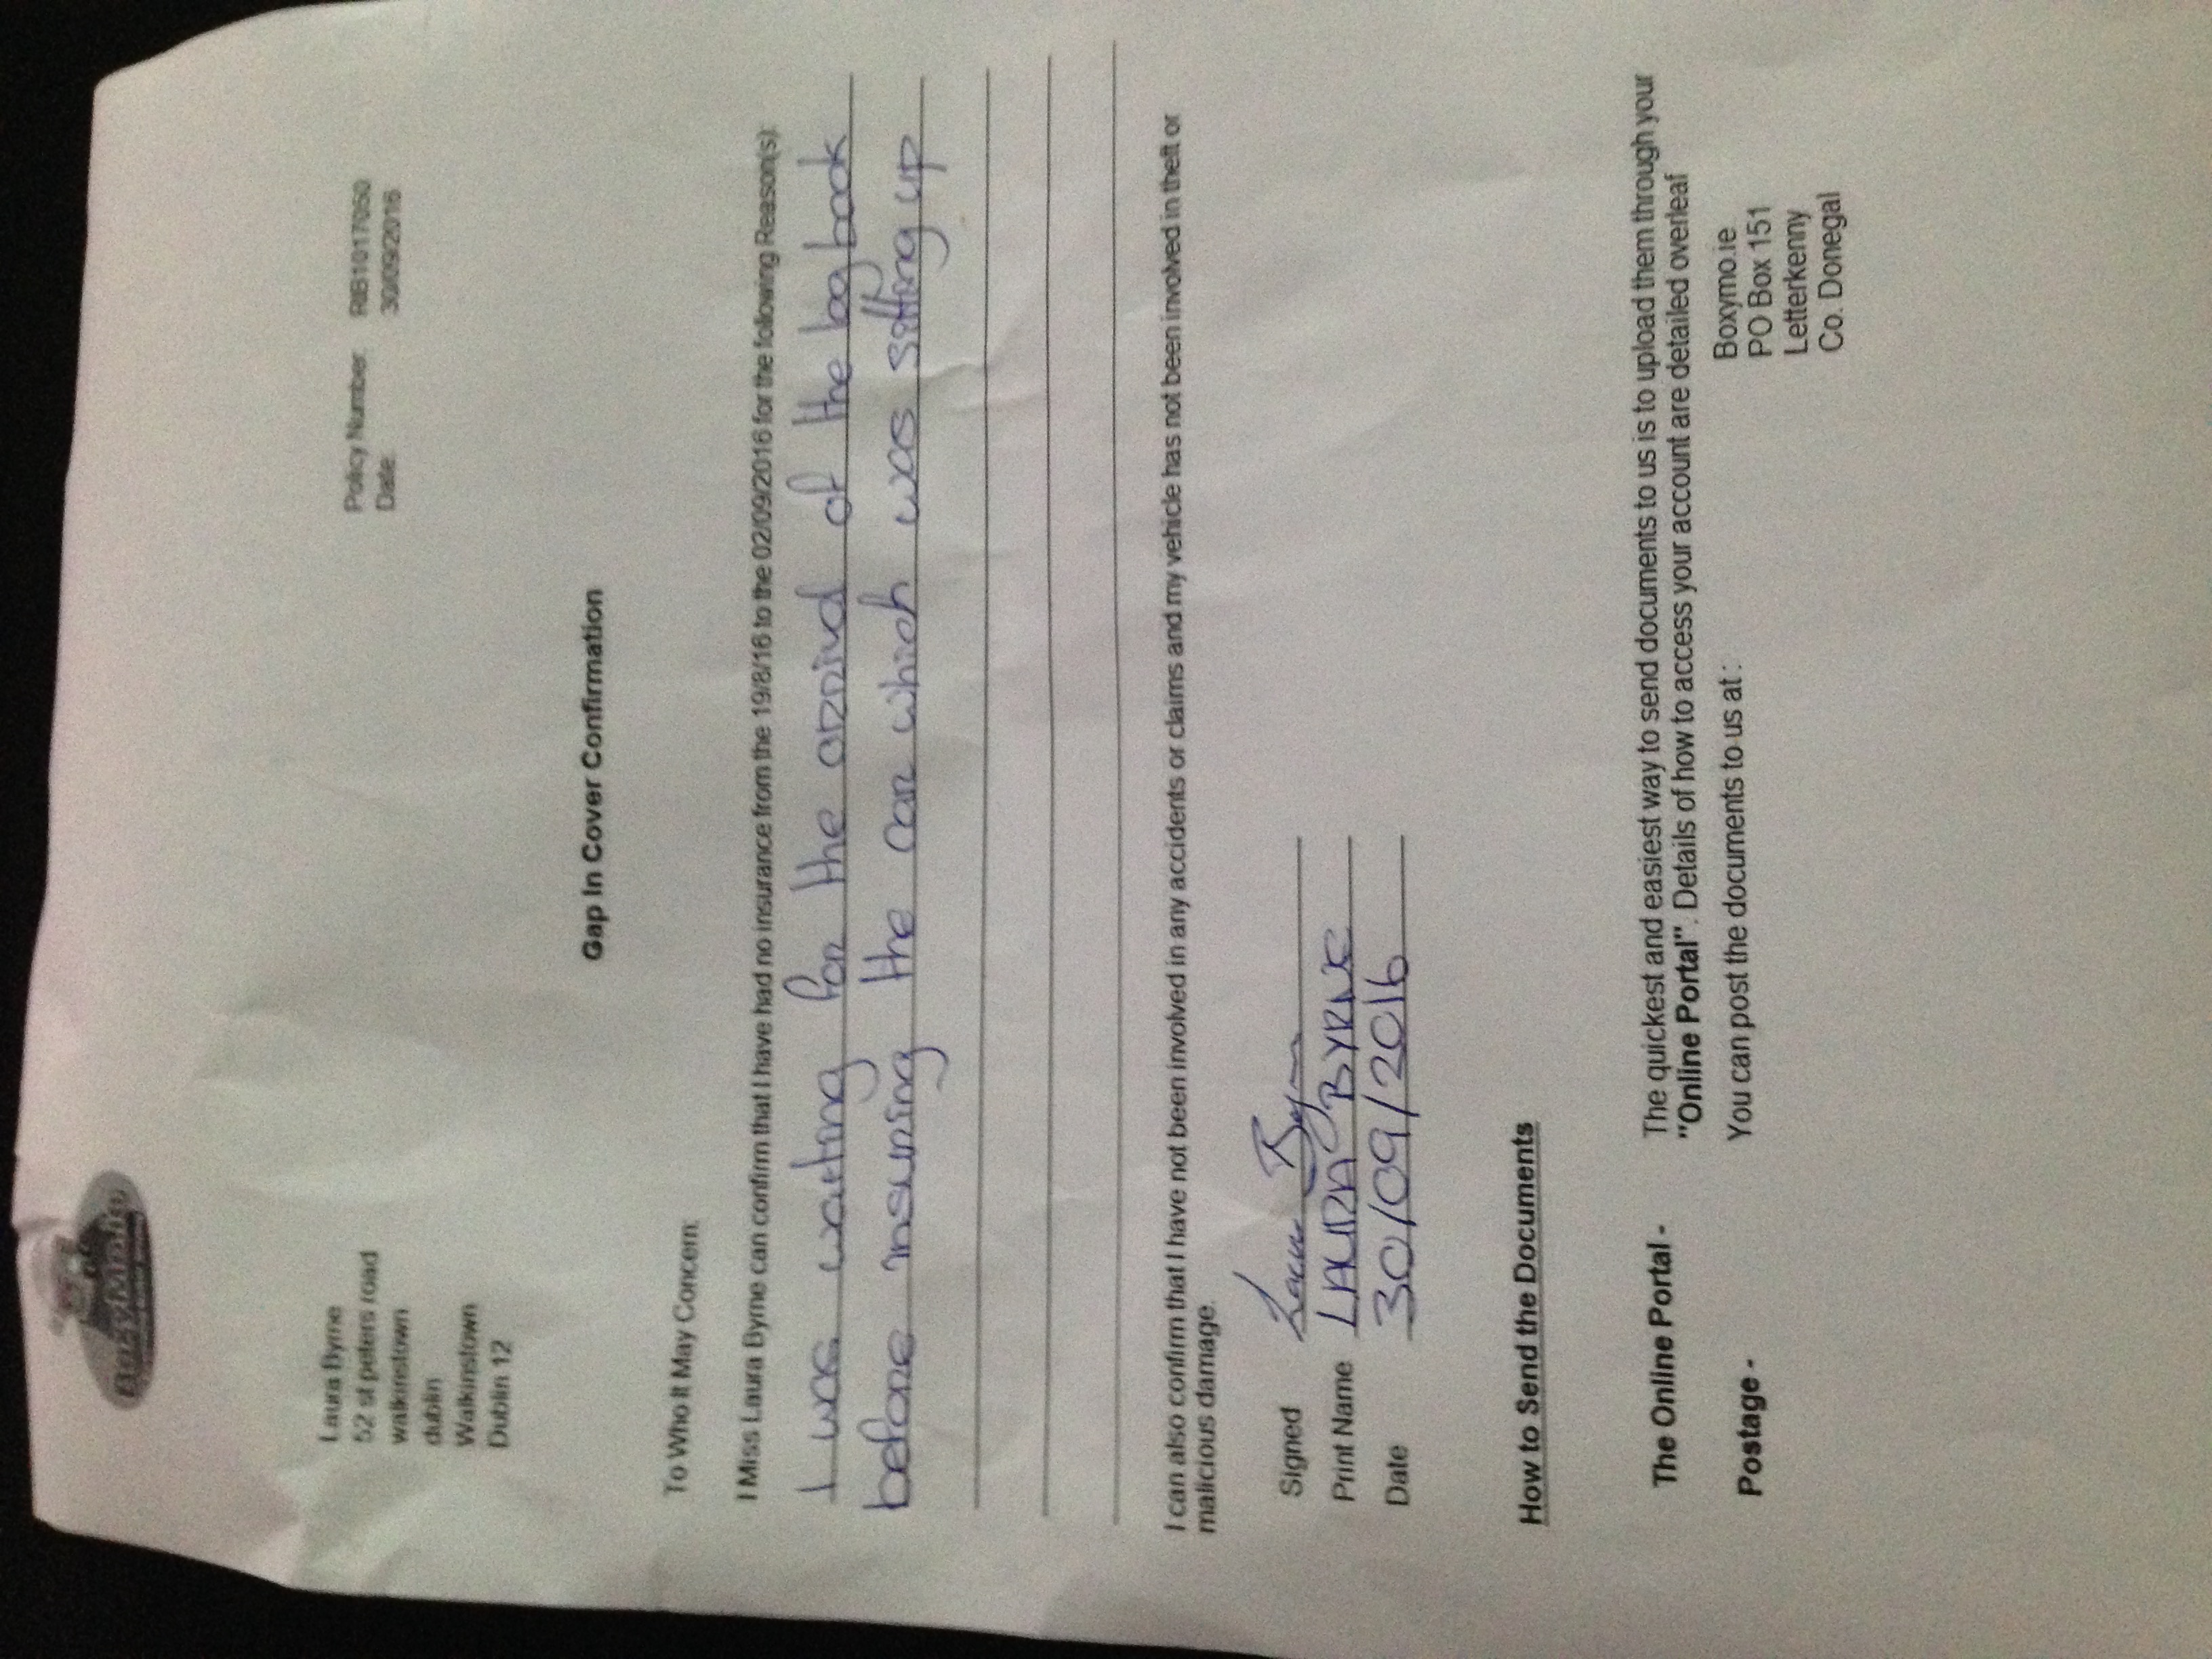 BoxyMo.ie
Laura Byrne
52 st peters road
walkinstown
dublin
Walkinstown
Dublin 12
Policy Number: RIB1017050
Date: 30/09/2016
Gap In Cover Confirmation
To Who It May Concern:
I Miss Laura Byrne can confirm that I have had no insurance from the 19/8/16 to the 02/09/2016 for the following Reason(s):
I was waiting for the arrival of the log book
before insuring the car which was sitting up
I can also confirm that I have not been involved in any accidents or claims and my vehicle has not been involved in theft or
malicious damage.
Signed Laura Byrne
Print Name LAURA BYRNE
Date 30/09/2016
How to Send the Documents
The Online Portal - The quickest and easiest way to send documents to us is to upload them through your
"Online Portal". Details of how to access your account are detailed overleaf
Postage - You can post the documents to us at :
Boxymo.ie
PO Box 151
Letterkenny
Co. Donegal